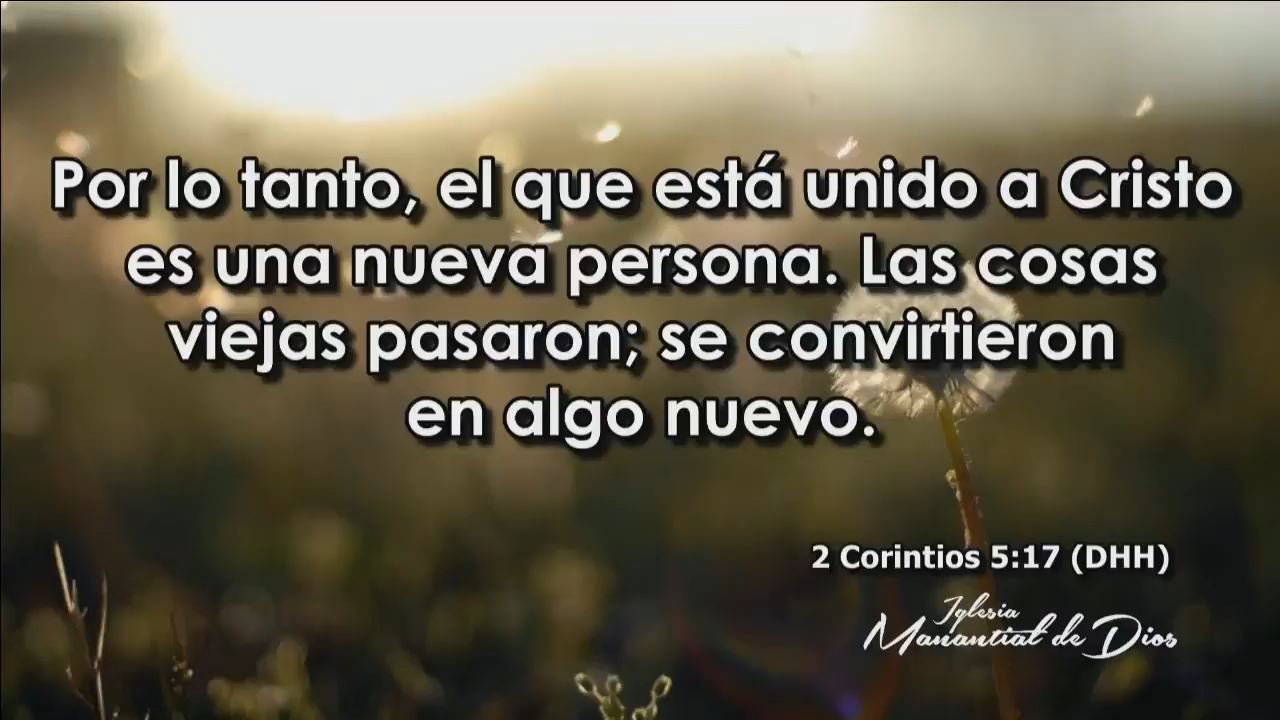 Por lo tanto, el que está unido a Cristo
es una nueva persona. Las cosas
viejas pasaron; se convirtieron
en algo nuevo.
2 Corintios 5:17 (DHH)
Iglesia
Manantial de Dios